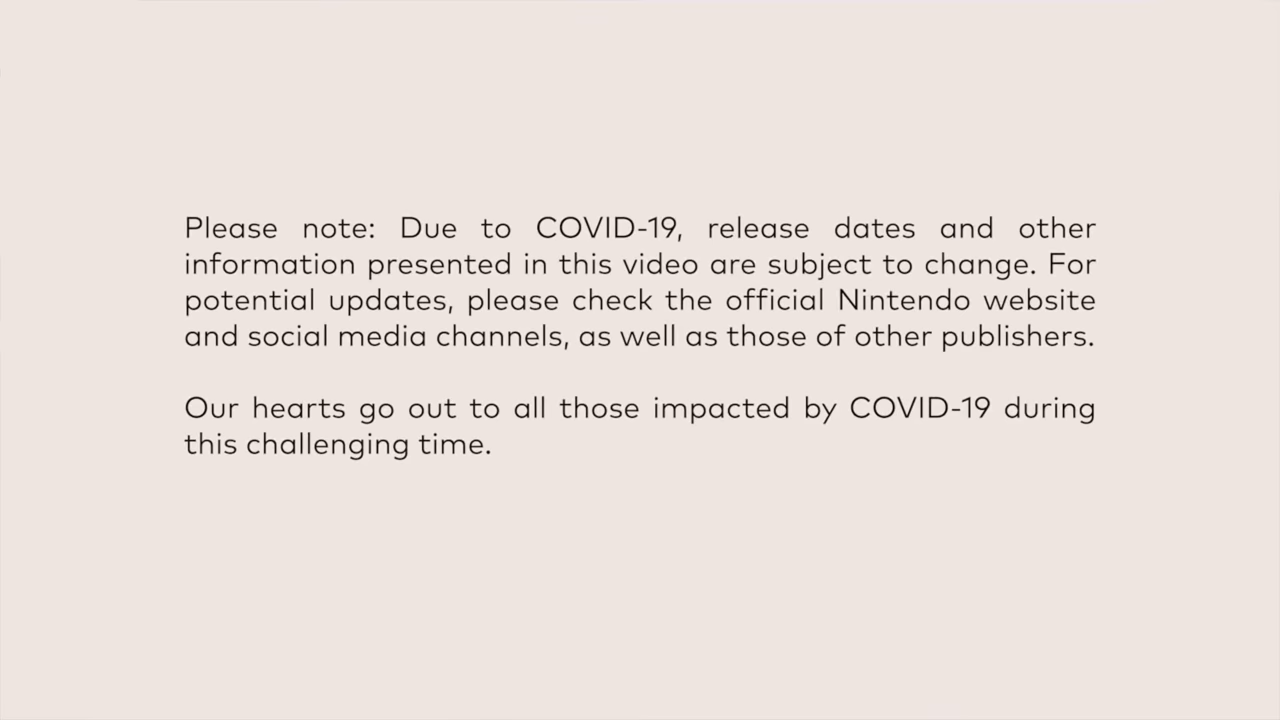 Please note: Due to COVID-19, release dates and other
information presented in this video are subject to change. For
potential updates, please check the official Nintendo website
and social media channels, as well as those of other publishers.
Our hearts go out to all those impacted by COVID-19 during
this challenging time.